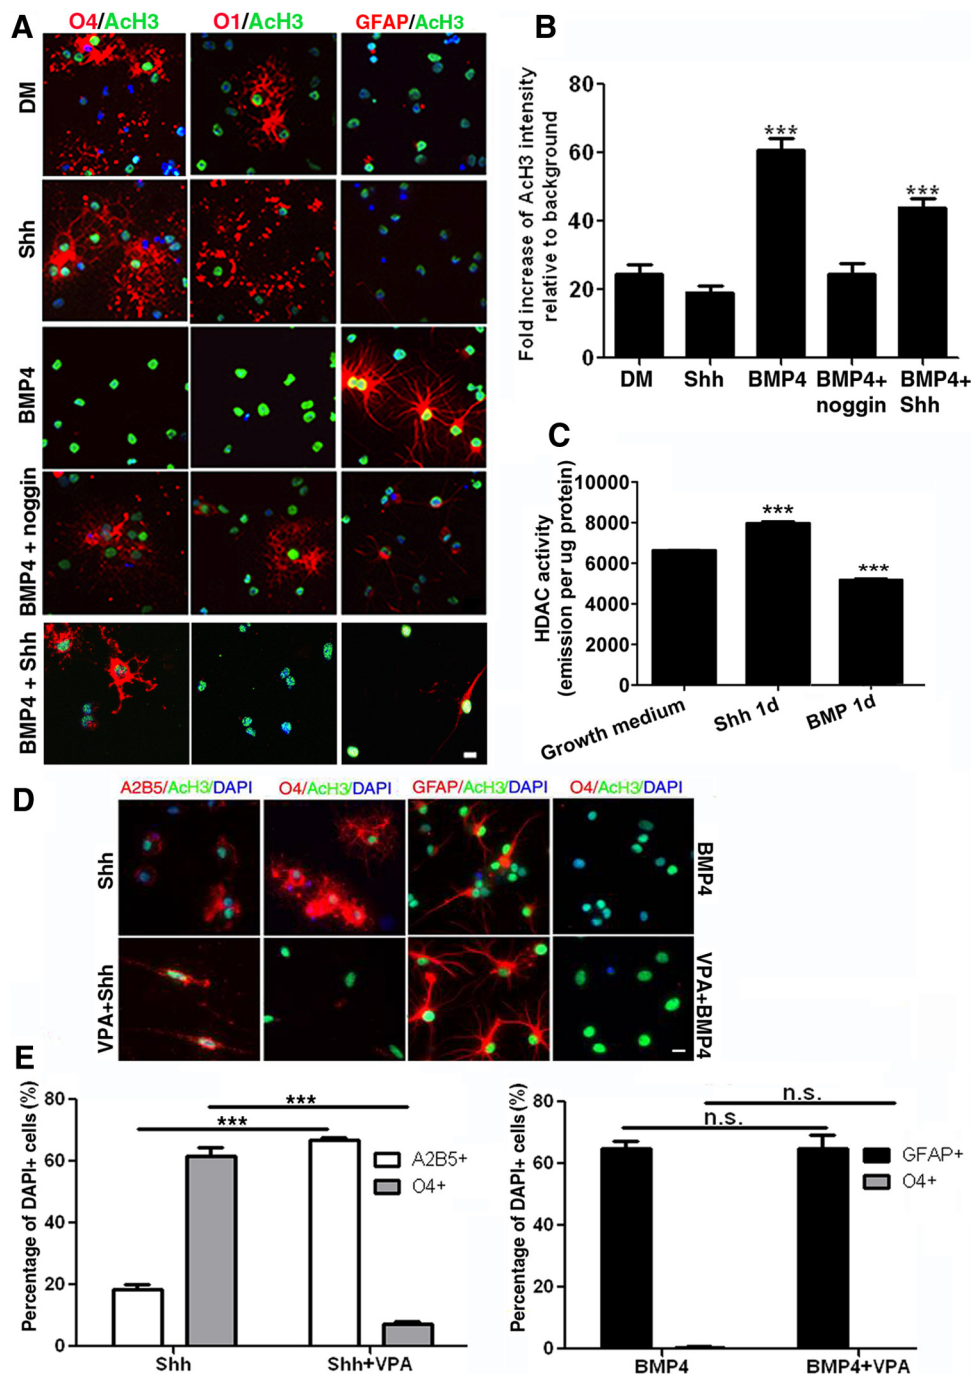 A
O4/AcH3
O1/AcH3
GFAP/AcH3
DM
Shh
BMP4
BMP4 + noggin
BMP4 + Shh
B
Fold increase of AcH3 intensity
relative to background
80
60
40
20
0
***
***
DM
Shh
BMP4
BMP4+
noggin
BMP4+
Shh
C
HDAC activity
(emission per ug protein)
10000
8000
6000
4000
2000
0
***
***
Growth medium
Shh 1d
BMP 1d
D
A2B5/AcH3/DAPI
O4/AcH3/DAPI
GFAP/AcH3/DAPI
O4/AcH3/DAPI
Shh
BMP4
VPA+Shh
VPA+BMP4
E
Percentage of DAPI+ cells (%)
80
60
40
20
0
***
***
A2B5+
O4+
Shh
Shh+VPA
Percentage of DAPI+ cells (%)
80
60
40
20
0
n.s.
n.s.
GFAP+
O4+
BMP4
BMP4+VPA